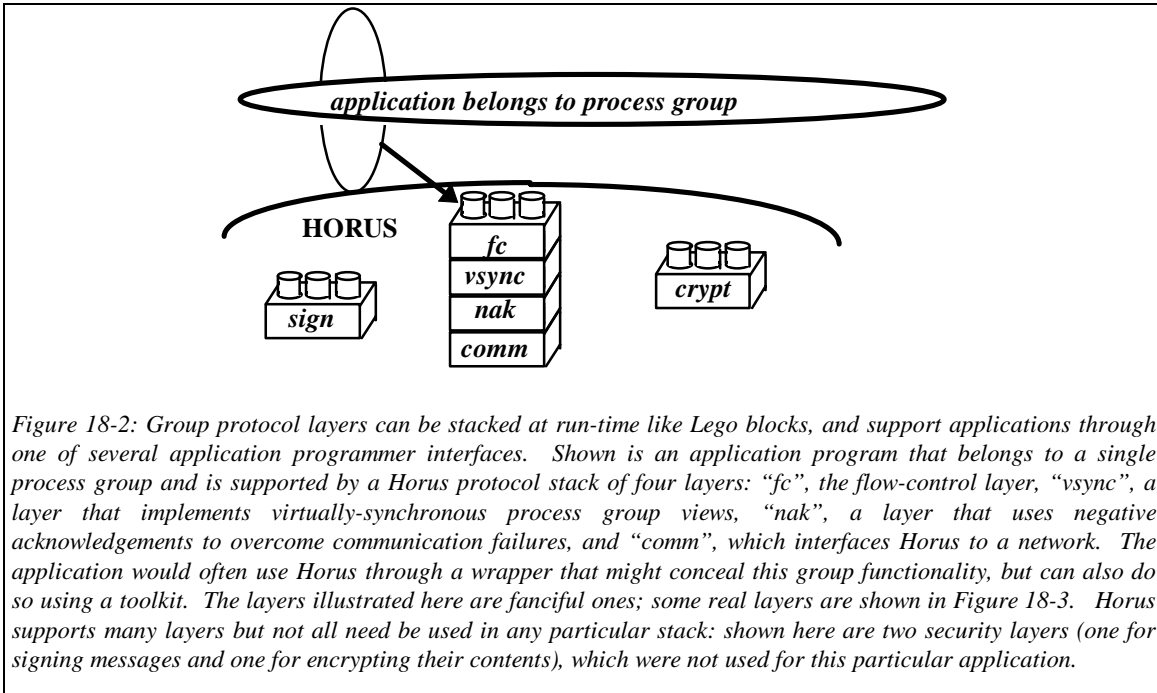 application belongs to process group
HORUS
fc
vsync
nak
comm
sign
crypt
Figure 18-2: Group protocol layers can be stacked at run-time like Lego blocks, and support applications through
one of several application programmer interfaces. Shown is an application program that belongs to a single
process group and is supported by a Horus protocol stack of four layers: “fc”, the flow-control layer, “vsync”, a
layer that implements virtually-synchronous process group views, “nak”, a layer that uses negative
acknowledgements to overcome communication failures, and “comm”, which interfaces Horus to a network. The
application would often use Horus through a wrapper that might conceal this group functionality, but can also do
so using a toolkit. The layers illustrated here are fanciful ones; some real layers are shown in Figure 18-3. Horus
supports many layers but not all need be used in any particular stack: shown here are two security layers (one for
signing messages and one for encrypting their contents), which were not used for this particular application.